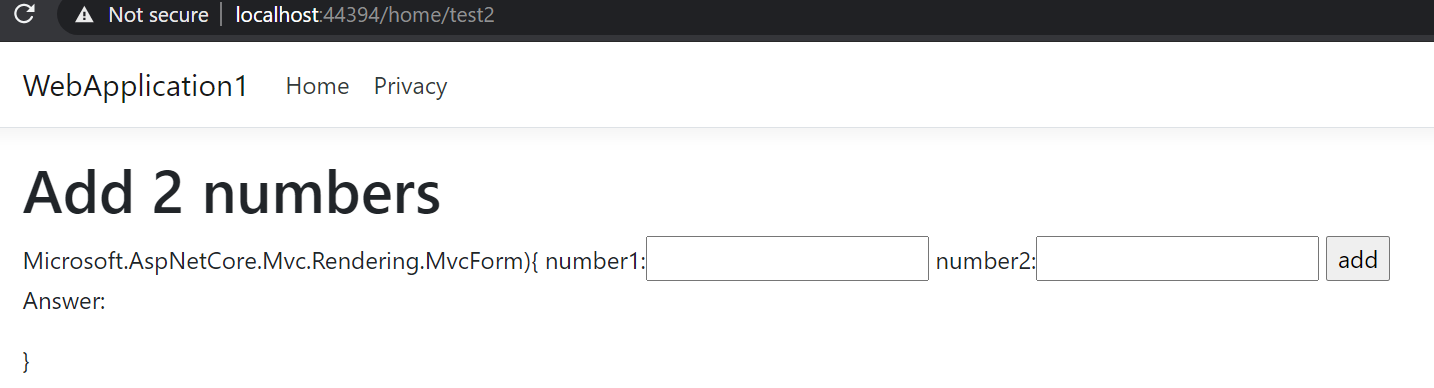 Not secure | localhost:44394/home/test2
WebApplication1 Home Privacy
Add 2 numbers
Microsoft.AspNetCore.Mvc.Rendering.MvcForm){ number1: number2: add
Answer:
}